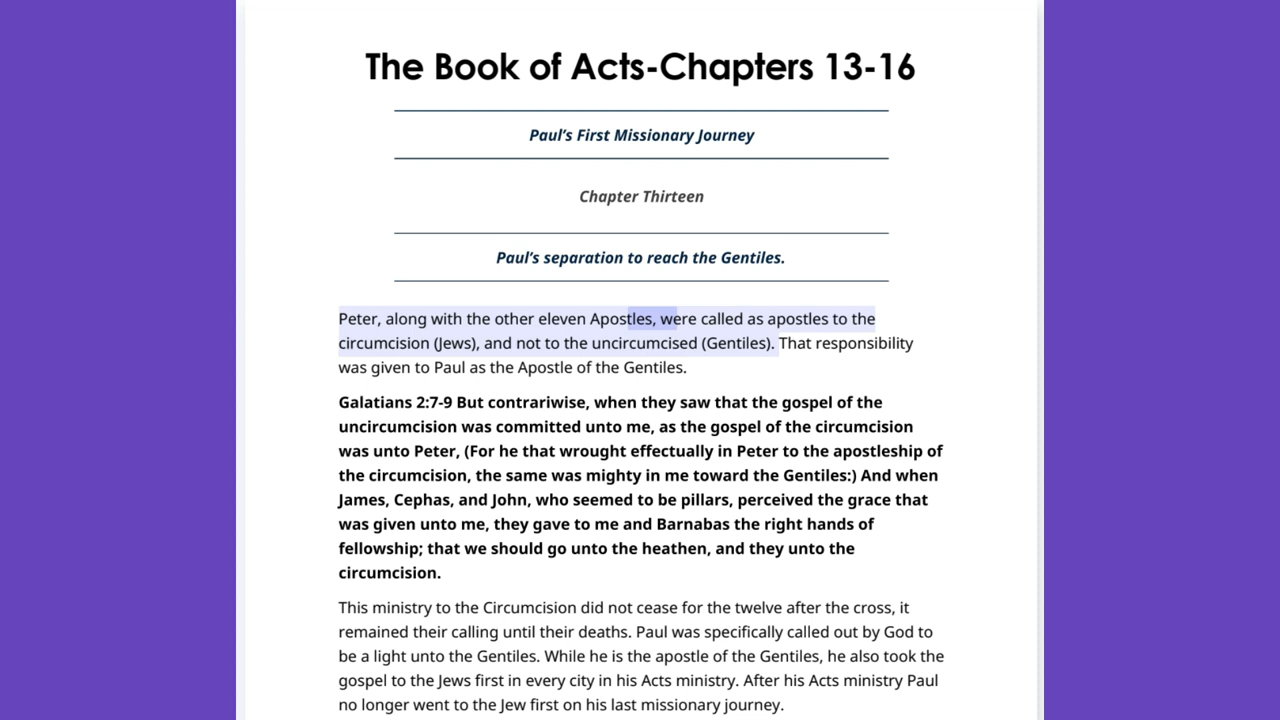 The Book of Acts-Chapters 13-16
Paul's First Missionary Journey
Chapter Thirteen
Paul's separation to reach the Gentiles.
Peter, along with the other eleven Apostles, were called as apostles to the
circumcision (Jews), and not to the uncircumcised (Gentiles). That responsibility
was given to Paul as the Apostle of the Gentiles.
Galatians 2:7-9 But contrariwise, when they saw that the gospel of the
uncircumcision was committed unto me, as the gospel of the circumcision
was unto Peter, (For he that wrought effectually in Peter to the apostleship of
the circumcision, the same was mighty in me toward the Gentiles:) And when
James, Cephas, and John, who seemed to be pillars, perceived the grace that
was given unto me, they gave to me and Barnabas the right hands of
fellowship; that we should go unto the heathen, and they unto the
circumcision.
This ministry to the Circumcision did not cease for the twelve after the cross, it
remained their calling until their deaths. Paul was specifically called out by God to
be a light unto the Gentiles. While he is the apostle of the Gentiles, he also took the
gospel to the Jews first in every city in his Acts ministry. After his Acts ministry Paul
no longer went to the Jew first on his last missionary journey.